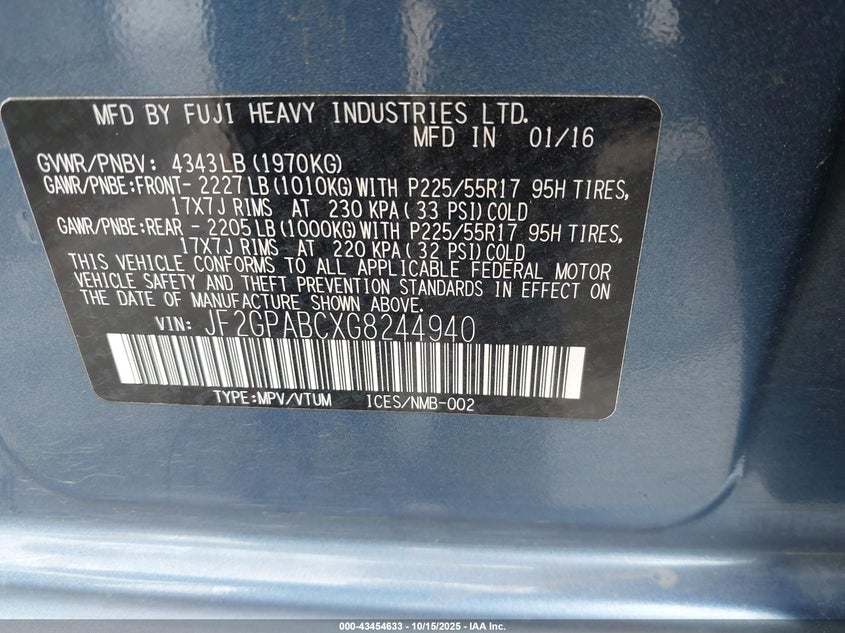 MFD BY FUJI HEAVY INDUSTRIES LTD.
MFD IN 01/16
GVWR/PNBV: 4343LB(1970KG)
GAWR/PNBE:FRONT- 2227LB(1010KG)WITH P225/55R17 95H TIRES,
17X7J RIMS AT 230 KPA(33 PSI)COLD
GAWR/PNBE:REAR - 2205LB(1000KG)WITH P225/55R17 95H TIRES,
17X7J RIMS AT 220 KPA(32 PSI)COLD
THIS VEHICLE CONFORMS TO ALL APPLICABLE FEDERAL MOTOR
VEHICLE SAFETY AND THEFT PREVENTION STANDARDS IN EFFECT ON
THE DATE OF MANUFACTURE SHOWN ABOVE.
VIN: JF2GPABCXG8244940
TYPE:MPV/VTUM ICES/NMB-002
000-43454633 - 10/15/2025 - IAA Inc.